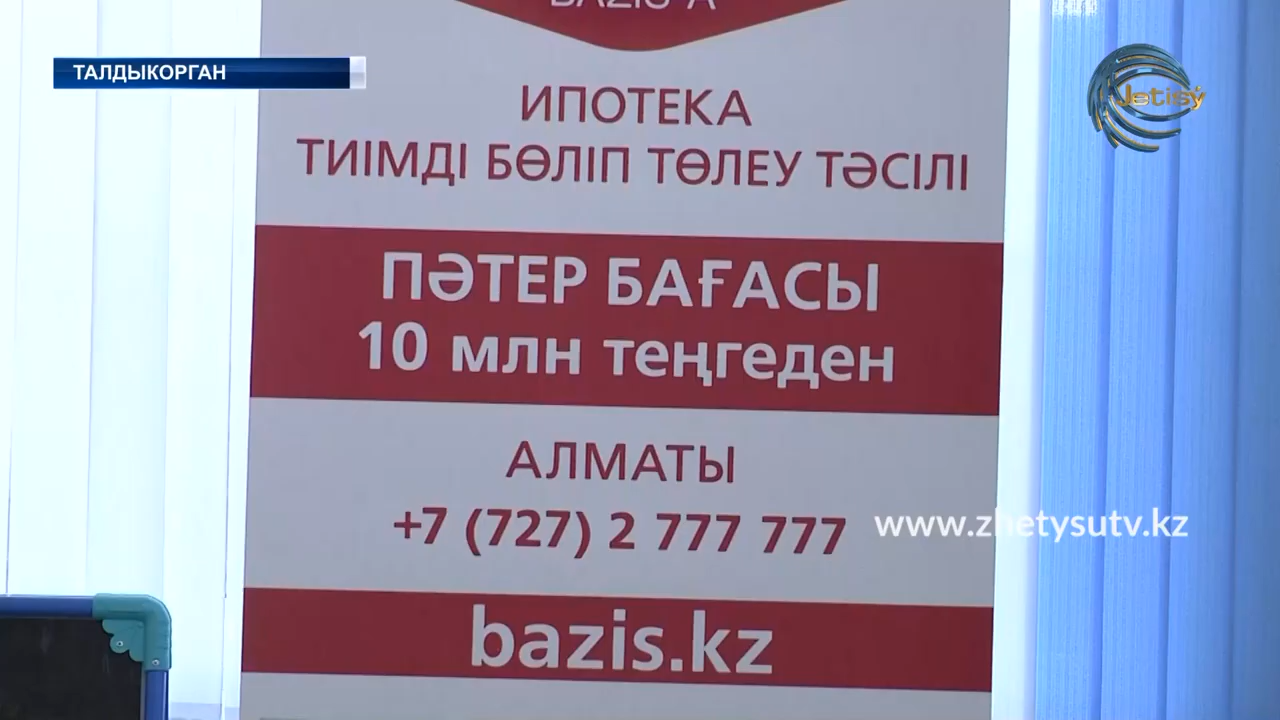 BAZIS-A
ТАЛДЫКОРГАН
Jetisý
ИПОТЕКА
ТИІМДІ БӨЛІП ТӨЛЕУ ТӘСІЛІ
ПӘТЕР БАҒАСЫ
10 млн теңгеден
АЛМАТЫ
+7 (727) 2 777 777
www.zhetysutv.kz
bazis.kz